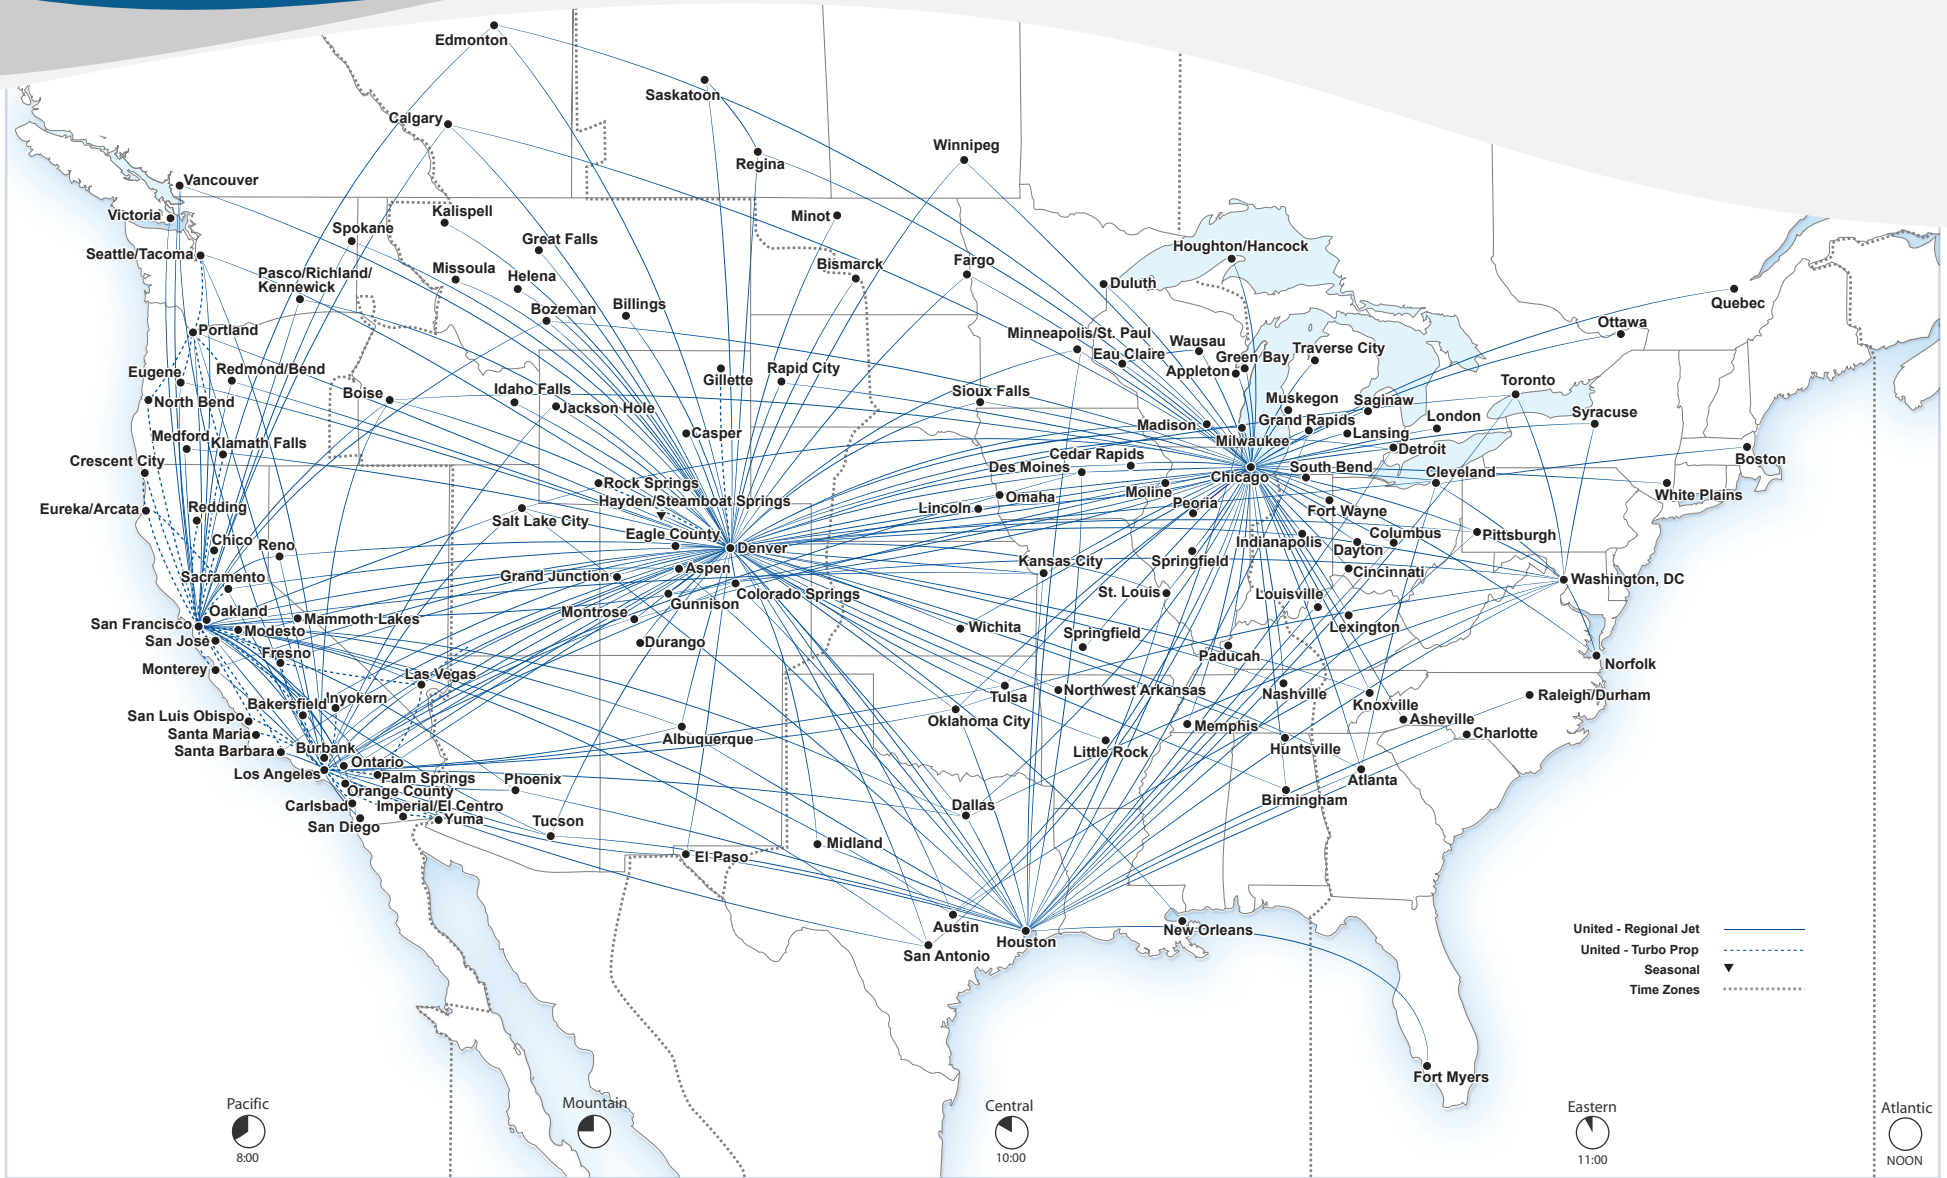 Edmonton
Saskatoon
Calgary
Winnipeg
Regina
Vancouver
Victoria
Kalispell
Minot
Spokane
Great Falls
Houghton/Hancock
Seattle/Tacoma
Pasco/Richland/
Kennewick
Missoula
Helena
Bismarck
Fargo
Duluth
Quebec
Bozeman
Billings
Ottawa
Portland
Minneapolis/St. Paul
Wausau
Eau Claire
Green Bay
Traverse City
Appleton
Eugene
Redmond/Bend
Gillette
Rapid City
Toronto
Boise
Idaho Falls
Sioux Falls
North Bend
Jackson Hole
Muskegon
Saginaw
Syracuse
London
Grand Rapids
Madison
Lansing
Medford
Klamath Falls
Casper
Milwaukee
Detroit
Crescent City
Cedar Rapids
Des Moines
South Bend
Cleveland
Boston
Chicago
Rock Springs
Moline
Omaha
White Plains
Hayden/Steamboat Springs
Peoria
Eureka/Arcata
Redding
Lincoln
Fort Wayne
Salt Lake City
Eagle County
Columbus
Pittsburgh
Chico
Reno
Denver
Indianapolis
Dayton
Kansas City
Springfield
Aspen
Cincinnati
Sacramento
Grand Junction
Washington, DC
Colorado Springs
St. Louis
Louisville
Gunnison
Oakland
Montrose
Mammoth Lakes
San Francisco
Modesto
Wichita
Springfield
Lexington
San José
Durango
Fresno
Paducah
Norfolk
Monterey
Las Vegas
Inyokern
Tulsa
Northwest Arkansas
Nashville
Raleigh/Durham
Bakersfield
Knoxville
San Luis Obispo
Oklahoma City
Memphis
Asheville
Santa Maria
Albuquerque
Charlotte
Santa Barbara
Burbank
Little Rock
Huntsville
Ontario
Los Angeles
Palm Springs
Phoenix
Atlanta
Orange County
Carlsbad
Imperial/El Centro
Dallas
Birmingham
San Diego
Yuma
Tucson
Midland
El Paso
Austin
Houston
New Orleans
San Antonio
United - Regional Jet
United - Turbo Prop
Seasonal
Time Zones
Fort Myers
Pacific
8:00
Mountain
Central
10:00
Eastern
11:00
Atlantic
NOON